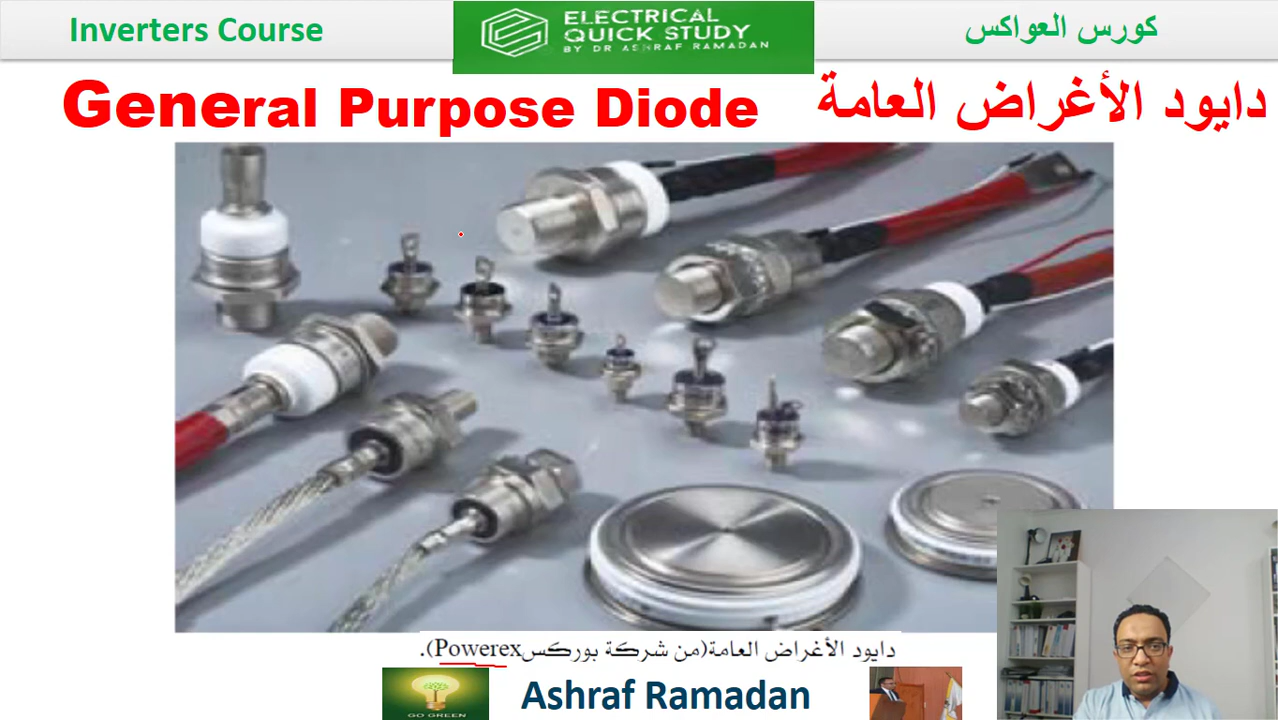 Inverters Course
ELECTRICAL
QUICK STUDY
BY DR ASHRAF RAMADAN
كورس العواكس
General Purpose Diode
دايود الأغراض العامة
دايود الأغراض العامة(من شركة بوركسPowerex).
GO GREEN
Ashraf Ramadan